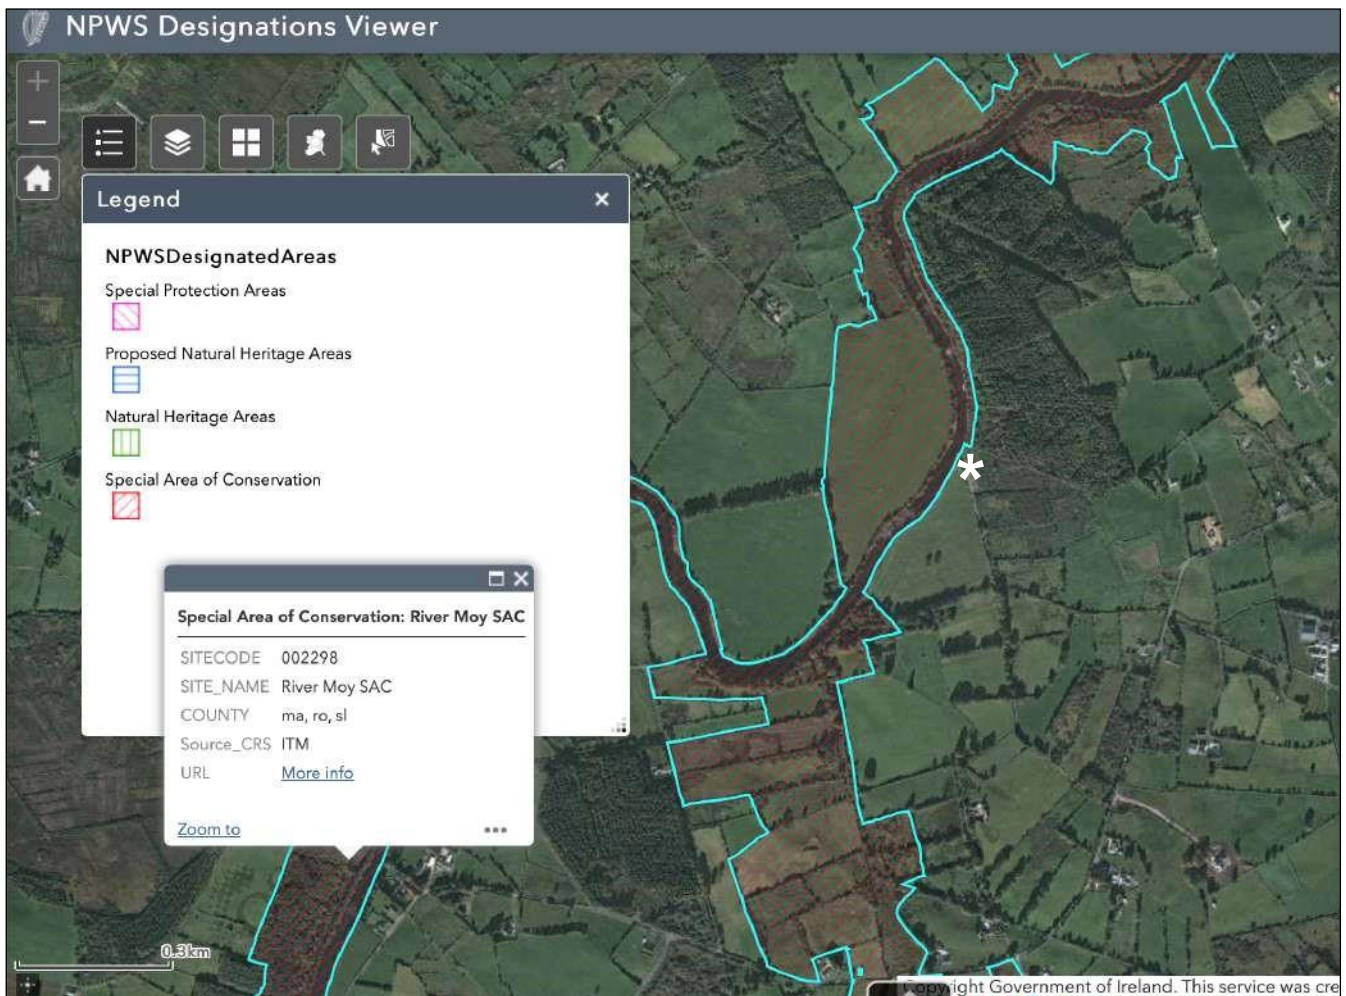 NPWS Designations Viewer
Legend
NPWSDesignatedAreas
Special Protection Areas
Proposed Natural Heritage Areas
Natural Heritage Areas
Special Area of Conservation
Special Area of Conservation: River Moy SAC
SITECODE 002298
SITE_NAME River Moy SAC
COUNTY ma, ro, sl
Source_CRS ITM
URL More info
Zoom to
*
0.3km
opyright Government of Ireland. This service was cre